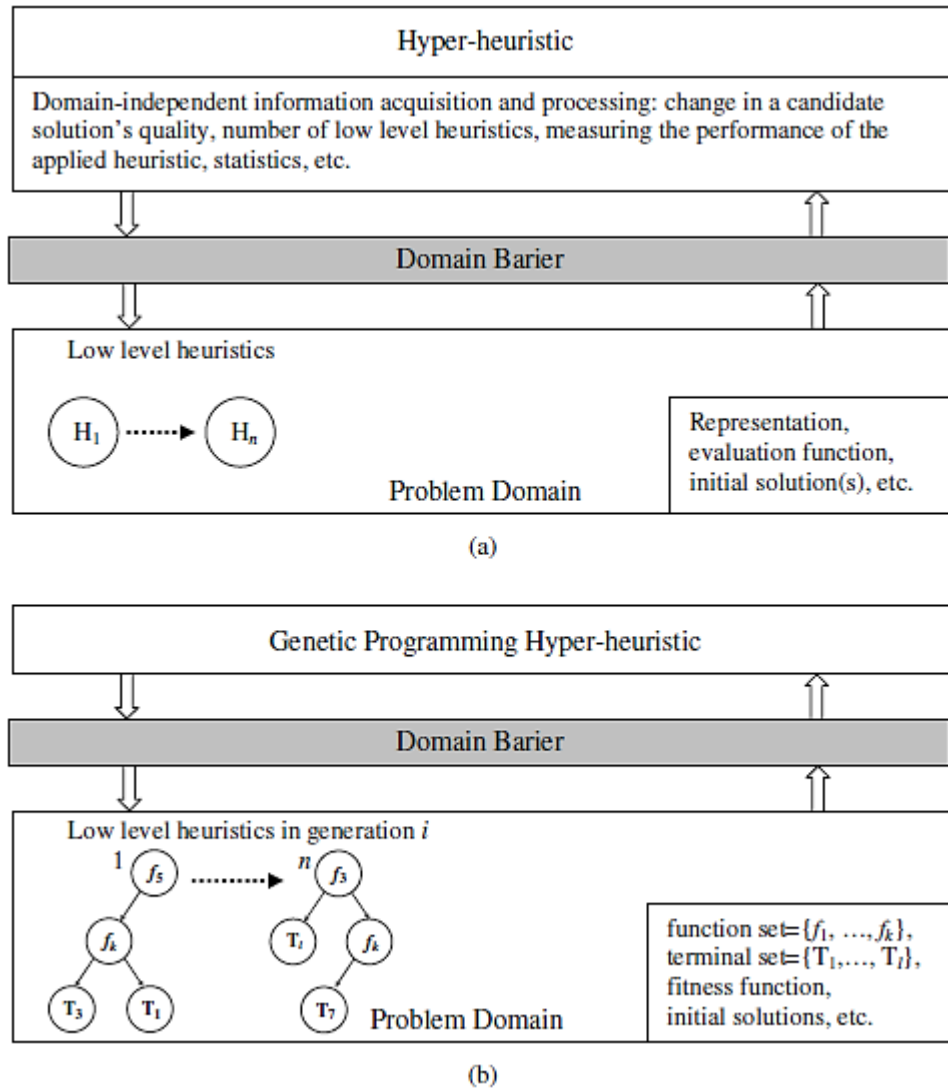 Hyper-heuristic
Domain-independent information acquisition and processing: change in a candidate
solution's quality, number of low level heuristics, measuring the performance of the
applied heuristic, statistics, etc.
Domain Barier
Low level heuristics
H1
Hn
Representation,
evaluation function,
initial solution(s), etc.
Problem Domain
(a)
Genetic Programming Hyper-heuristic
Domain Barier
Low level heuristics in generation i
1
f5
n
f3
fk
Tl
fk
T3
T1
T7
function set={f1, ...,fk},
terminal set={T1,..., Tl},
fitness function,
initial solutions, etc.
Problem Domain
(b)